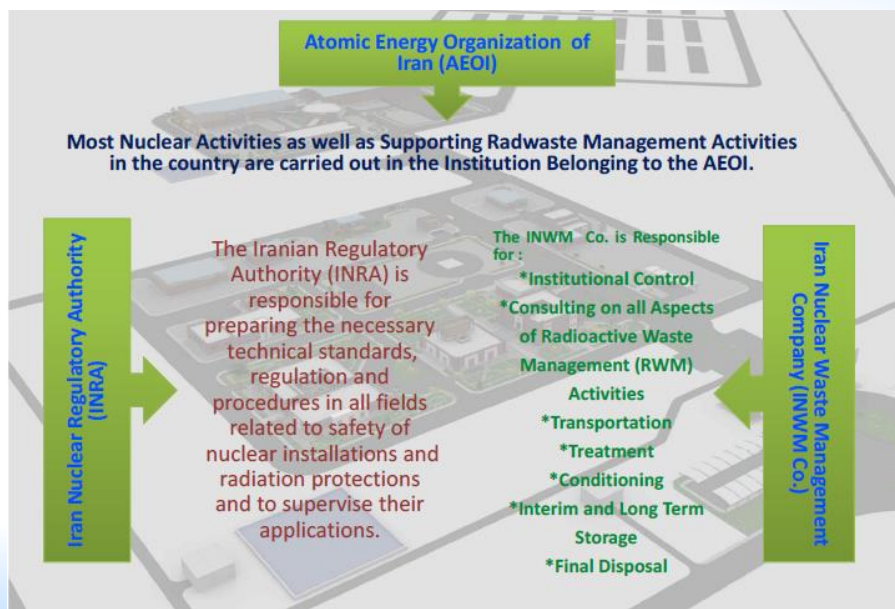 Atomic Energy Organization of
Iran (AEOI)
Most Nuclear Activities as well as Supporting Radwaste Management Activities
in the country are carried out in the Institution Belonging to the AEOI.
Iran Nuclear Regulatory Authority
(INRA)
The Iranian Regulatory
Authority (INRA) is
responsible for
preparing the necessary
technical standards,
regulation and
procedures in all fields
related to safety of
nuclear installations and
radiation protections
and to supervise their
applications.
The INWM Co. is Responsible
for :
*Institutional Control
*Consulting on all Aspects
of Radioactive Waste
Management (RWM)
Activities
*Transportation
*Treatment
*Conditioning
*Interim and Long Term
Storage
*Final Disposal
Iran Nuclear Waste Management
Company (INWM Co.)